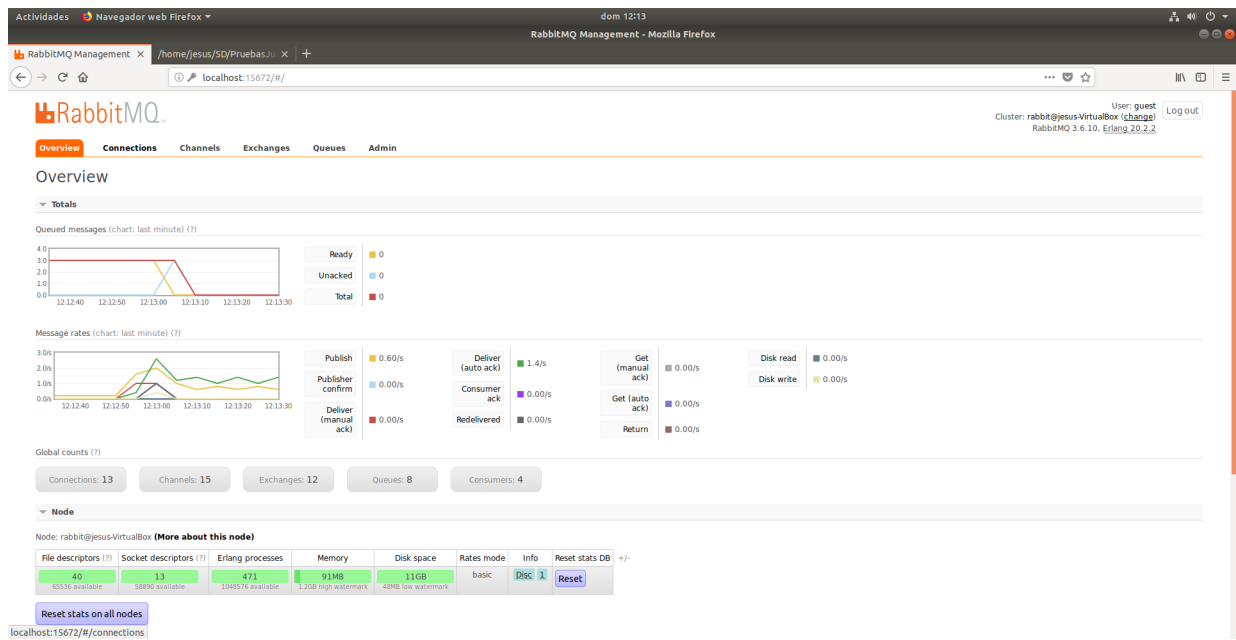 Actividades Navegador web Firefox dom 12:13
RabbitMQ Management - Mozilla Firefox
RabbitMQ Management /home/jesus/SD/PruebasJu
localhost:15672/#/
RabbitMQ
User: guest
Cluster: rabbit@jesus-VirtualBox (change)
RabbitMQ 3.6.10, Erlang 20.2.2
Log out
Overview Connections Channels Exchanges Queues Admin
Overview
Totals
Queued messages (chart: last minute) (?)
4.0
3.0
2.0
1.0
0.0
12:12:40 12:12:50 12:13:00 12:13:10 12:13:20 12:13:30
Ready 0
Unacked 0
Total 0
Message rates (chart: last minute) (?)
3.0/s
2.0/s
1.0/s
0.0/s
12:12:40 12:12:50 12:13:00 12:13:10 12:13:20 12:13:30
Publish 0.60/s
Publisher confirm 0.00/s
Deliver (manual ack) 0.00/s
Deliver (auto ack) 1.4/s
Consumer ack 0.00/s
Redelivered 0.00/s
Get (manual ack) 0.00/s
Get (auto ack) 0.00/s
Return 0.00/s
Disk read 0.00/s
Disk write 0.00/s
Global counts (?)
Connections: 13 Channels: 15 Exchanges: 12 Queues: 8 Consumers: 4
Node
Node: rabbit@jesus-VirtualBox (More about this node)
File descriptors (?) Socket descriptors (?) Erlang processes Memory Disk space Rates mode Info Reset stats DB +/-
40 13 471 91MB 11GB basic Disc 1 Reset
65536 available 58890 available 1048576 available 1.2GB high watermark 48MB low watermark
Reset stats on all nodes
localhost:15672/#/connections